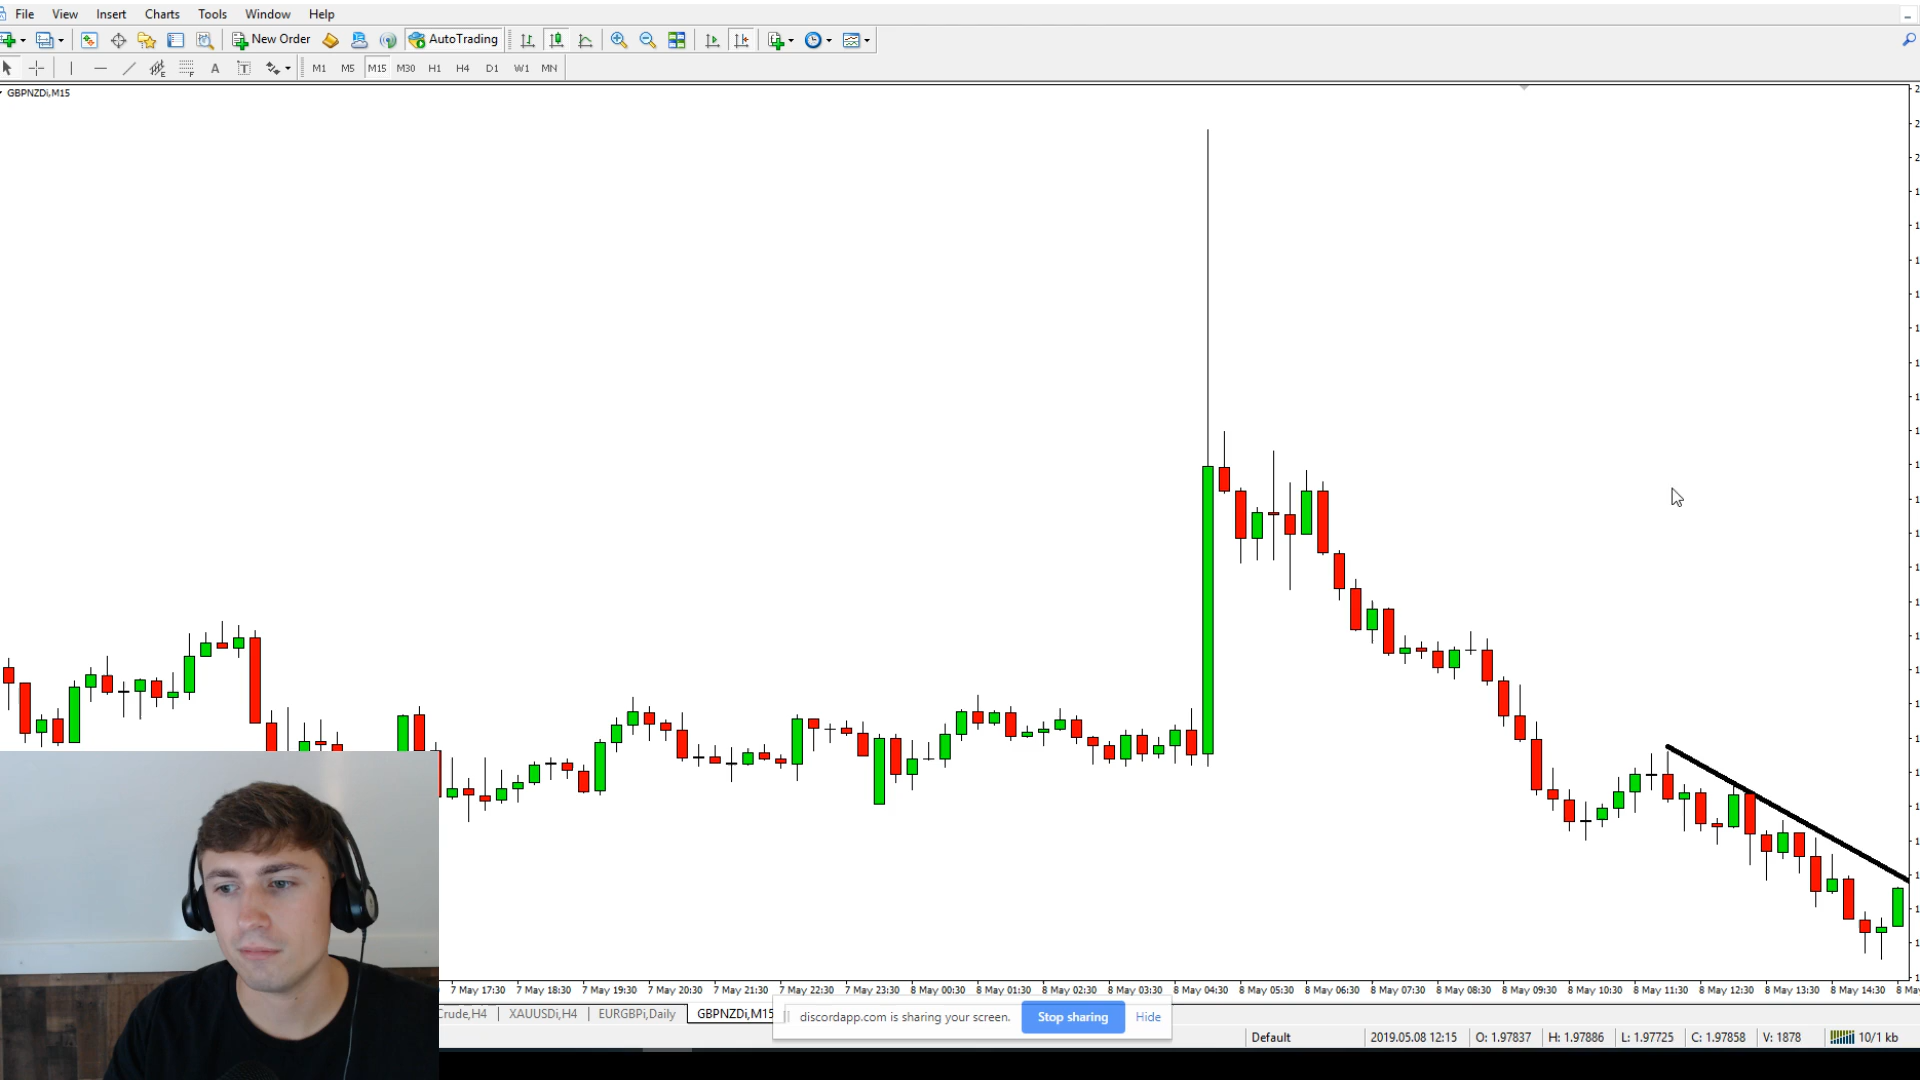 File View Insert Charts Tools Window Help
New Order AutoTrading
A T M1 M5 M15 M30 H1 H4 D1 W1 MN
GBPNZDi,M15
7 May 17:30 7 May 18:30 7 May 19:30 7 May 20:30 7 May 21:30 7 May 22:30 7 May 23:30 8 May 00:30 8 May 01:30 8 May 02:30 8 May 03:30 8 May 04:30 8 May 05:30 8 May 06:30 8 May 07:30 8 May 08:30 8 May 09:30 8 May 10:30 8 May 11:30 8 May 12:30 8 May 13:30 8 May 14:30
Crude,H4 XAUUSDi,H4 EURGBPi,Daily GBPNZDi,M15
discordapp.com is sharing your screen. Stop sharing Hide
Default 2019.05.08 12:15 O: 1.97837 H: 1.97886 L: 1.97725 C: 1.97858 V: 1878 10/1 kb